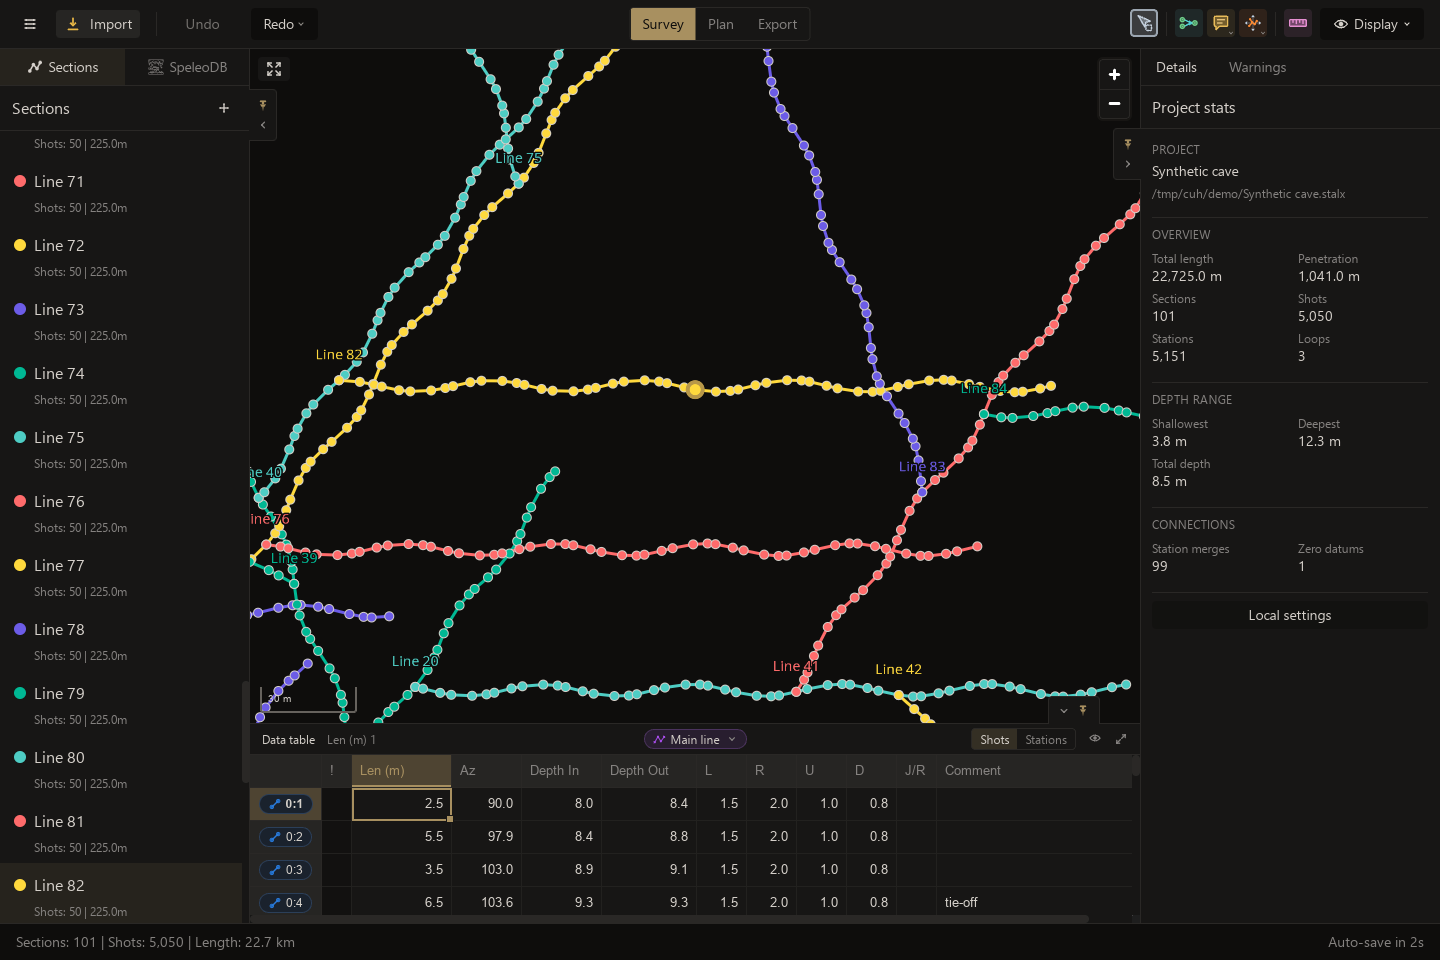 Import
Undo
Redo
Survey
Plan
Export
Display
Sections
SpeleoDB
Sections
Shots: 50 | 225.0m
Line 71
Shots: 50 | 225.0m
Line 72
Shots: 50 | 225.0m
Line 73
Shots: 50 | 225.0m
Line 74
Shots: 50 | 225.0m
Line 75
Shots: 50 | 225.0m
Line 76
Shots: 50 | 225.0m
Line 77
Shots: 50 | 225.0m
Line 78
Shots: 50 | 225.0m
Line 79
Shots: 50 | 225.0m
Line 80
Shots: 50 | 225.0m
Line 81
Shots: 50 | 225.0m
Line 82
Shots: 50 | 225.0m
Line 75
Line 82
Line 84
Line 83
ne 40
ine 76
Line 39
Line 20
Line 41
Line 42
30 m
Data table
Len (m) 1
Main line
Shots
Stations
! Len (m) Az Depth In Depth Out L R U D J/R Comment
0:1 2.5 90.0 8.0 8.4 1.5 2.0 1.0 0.8
0:2 5.5 97.9 8.4 8.8 1.5 2.0 1.0 0.8
0:3 3.5 103.0 8.9 9.1 1.5 2.0 1.0 0.8
0:4 6.5 103.6 9.3 9.3 1.5 2.0 1.0 0.8 tie-off
Details
Warnings
Project stats
PROJECT
Synthetic cave
/tmp/cuh/demo/Synthetic cave.stalx
OVERVIEW
Total length Penetration
22,725.0 m 1,041.0 m
Sections Shots
101 5,050
Stations Loops
5,151 3
DEPTH RANGE
Shallowest Deepest
3.8 m 12.3 m
Total depth
8.5 m
CONNECTIONS
Station merges Zero datums
99 1
Local settings
Sections: 101 | Shots: 5,050 | Length: 22.7 km
Auto-save in 2s